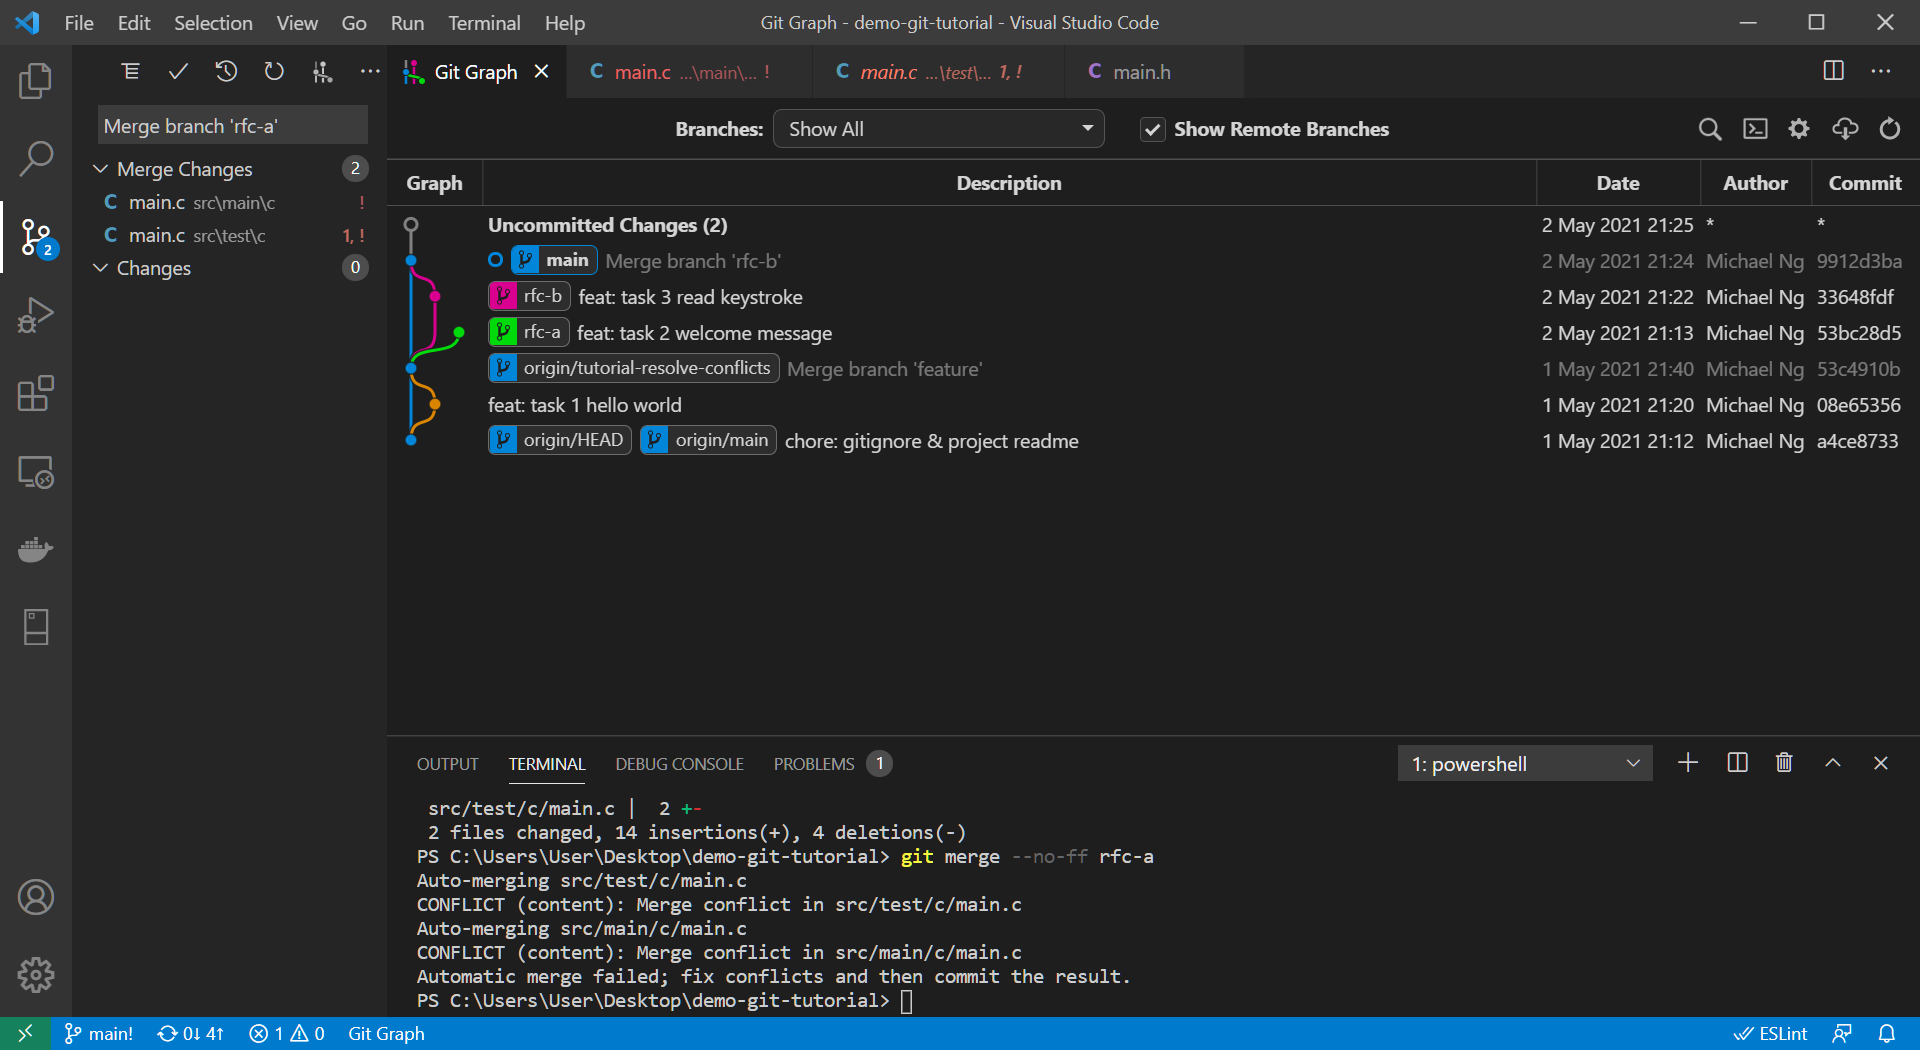 File Edit Selection View Go Run Terminal Help Git Graph - demo-git-tutorial - Visual Studio Code
Git Graph main.c ...\main\... ! main.c ...\test\... 1, ! main.h
Merge branch 'rfc-a'
Merge Changes 2
C main.c src\main\c !
C main.c src\test\c 1, !
Changes 0
Branches: Show All Show Remote Branches
Graph Description Date Author Commit
Uncommitted Changes (2) 2 May 2021 21:25 * *
main Merge branch 'rfc-b' 2 May 2021 21:24 Michael Ng 9912d3ba
rfc-b feat: task 3 read keystroke 2 May 2021 21:22 Michael Ng 33648fdf
rfc-a feat: task 2 welcome message 2 May 2021 21:13 Michael Ng 53bc28d5
origin/tutorial-resolve-conflicts Merge branch 'feature' 1 May 2021 21:40 Michael Ng 53c4910b
feat: task 1 hello world 1 May 2021 21:20 Michael Ng 08e65356
origin/HEAD origin/main chore: gitignore & project readme 1 May 2021 21:12 Michael Ng a4ce8733
2
OUTPUT TERMINAL DEBUG CONSOLE PROBLEMS 1 1: powershell
src/test/c/main.c | 2 +-
2 files changed, 14 insertions(+), 4 deletions(-)
PS C:\Users\User\Desktop\demo-git-tutorial> git merge --no-ff rfc-a
Auto-merging src/test/c/main.c
CONFLICT (content): Merge conflict in src/test/c/main.c
Auto-merging src/main/c/main.c
CONFLICT (content): Merge conflict in src/main/c/main.c
Automatic merge failed; fix conflicts and then commit the result.
PS C:\Users\User\Desktop\demo-git-tutorial>
main! 0↓ 4↑ 1 0 Git Graph ESLint